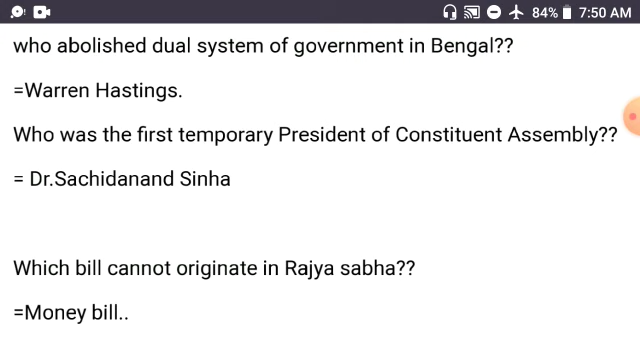 84% 7:50 AM
who abolished dual system of government in Bengal??
=Warren Hastings.
Who was the first temporary President of Constituent Assembly??
= Dr.Sachidanand Sinha
Which bill cannot originate in Rajya sabha??
=Money bill..